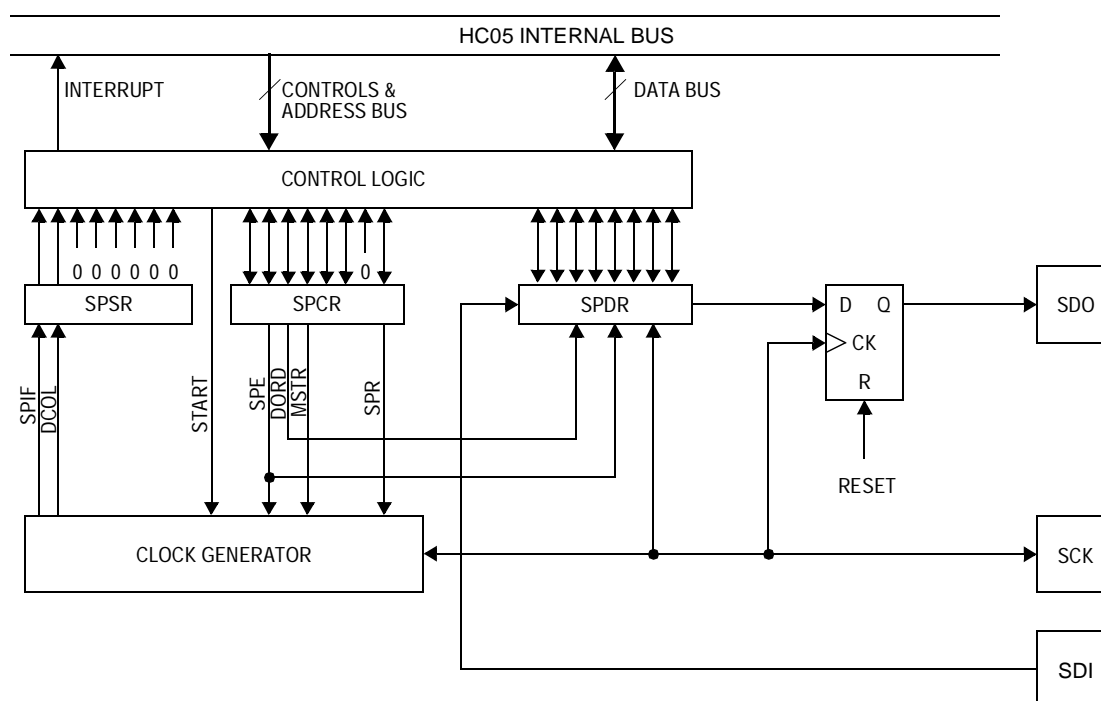 HC05 INTERNAL BUS
INTERRUPT
CONTROLS &
ADDRESS BUS
DATA BUS
CONTROL LOGIC
0 0 0 0 0 0
0
SPSR
SPCR
SPDR
D Q
CK
R
SDO
SPIF
DCOL
START
SPE
DORD
MSTR
SPR
RESET
CLOCK GENERATOR
SCK
SDI